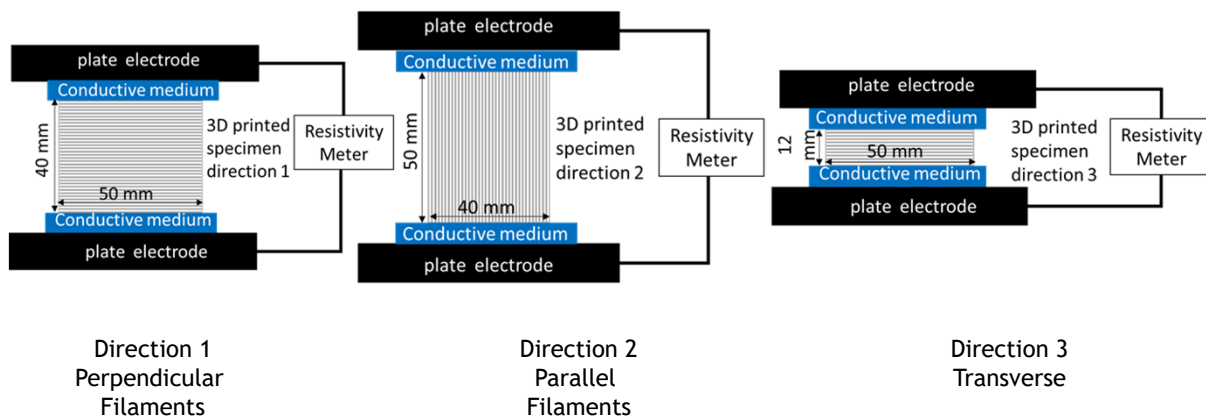 plate electrode
Conductive medium
40 mm
50 mm
3D printed
specimen
direction 1
Resistivity
Meter
Conductive medium
plate electrode
Direction 1
Perpendicular
Filaments
plate electrode
Conductive medium
50 mm
40 mm
3D printed
specimen
direction 2
Resistivity
Meter
Conductive medium
plate electrode
Direction 2
Parallel
Filaments
plate electrode
Conductive medium
12
mm
50 mm
3D printed
specimen
direction 3
Resistivity
Meter
Conductive medium
plate electrode
Direction 3
Transverse